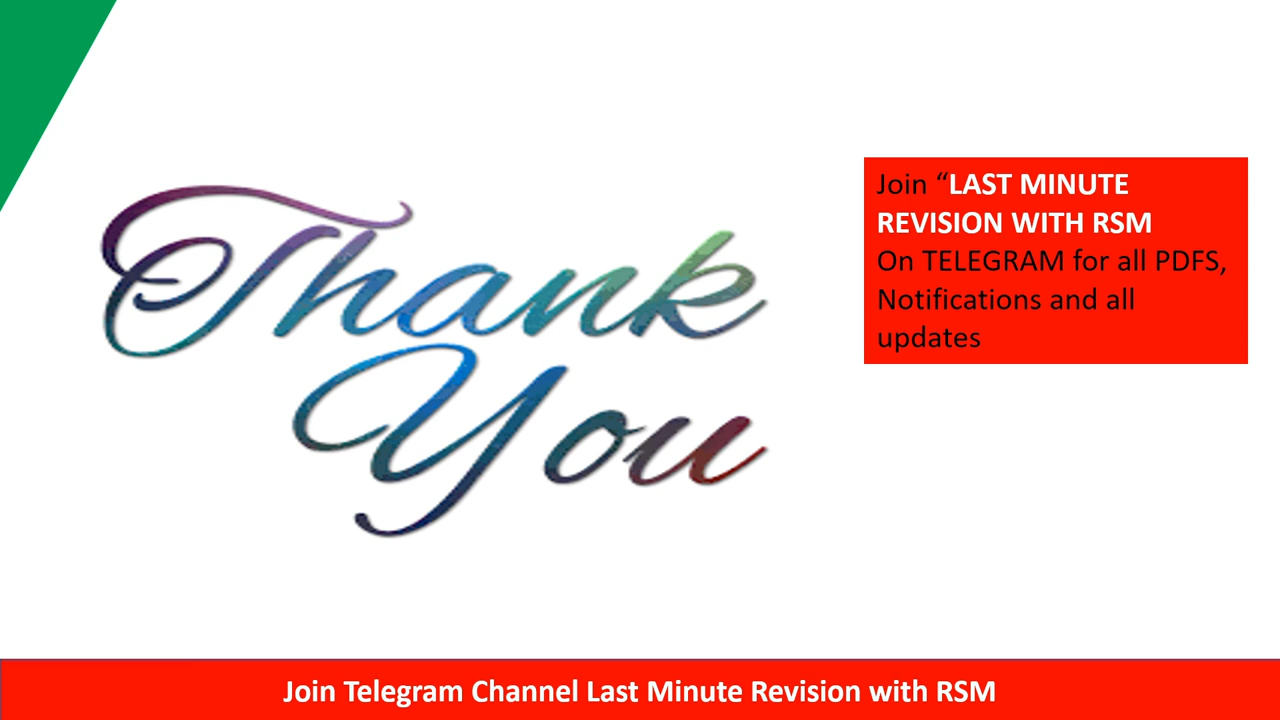 Thank
You
Join “LAST MINUTE
REVISION WITH RSM
On TELEGRAM for all PDFS,
Notifications and all
updates
Join Telegram Channel Last Minute Revision with RSM